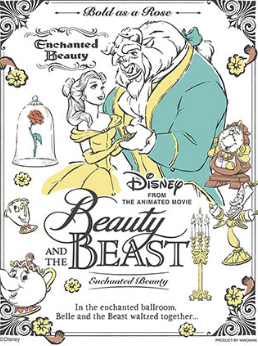 Bold as a Rose
Enchanted
Beauty
Disney
FROM
THE ANIMATED MOVIE
Beauty
AND
THE
BEAST
Enchanted Beauty
In the enchanted ballroom,
Belle and the Beast waltzed together...
©Disney
PRODUCT BY YANOMAN